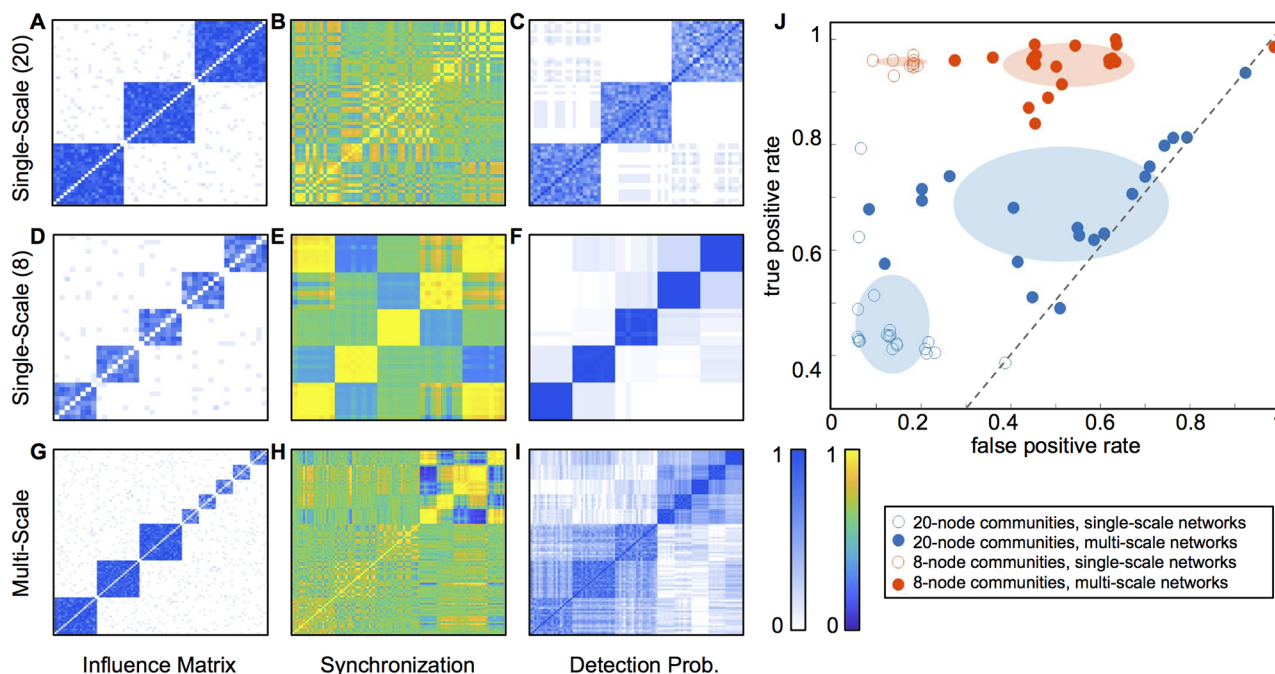 A
B
C
J
Single-Scale (20)
D
E
F
Single-Scale (8)
G
H
I
Multi-Scale
Influence Matrix
Synchronization
Detection Prob.
1
1
0
0
1
0.8
0.6
0.4
true positive rate
0
0.2
0.4
0.6
0.8
1
false positive rate
20-node communities, single-scale networks
20-node communities, multi-scale networks
8-node communities, single-scale networks
8-node communities, multi-scale networks